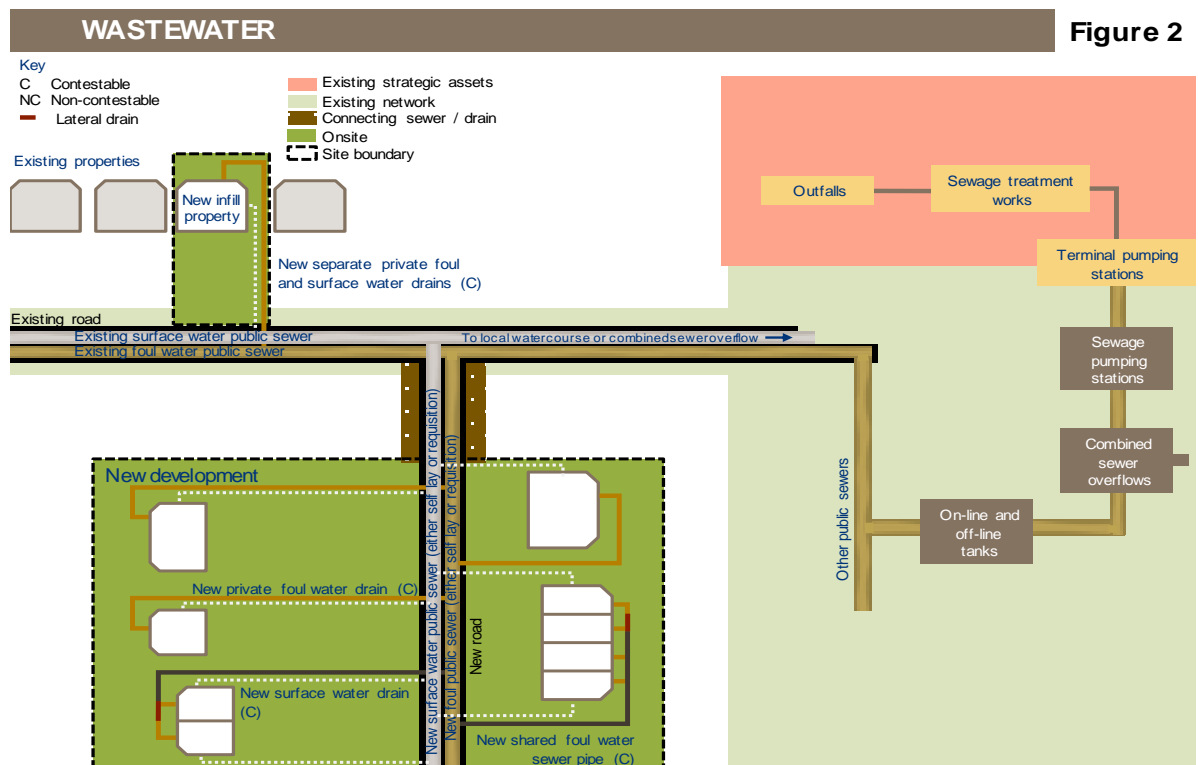 WASTEWATER
Figure 2
Key
C Contestable
NC Non-contestable
Lateral drain
Existing strategic assets
Existing network
Connecting sewer / drain
Onsite
Site boundary
Existing properties
New infill
property
New separate private foul
and surface water drains (C)
Outfalls
Sewage treatment
works
Terminal pumping
stations
Existing road
Existing surface water public sewer
To local watercourse or combined sewer overflow
Existing foul water public sewer
Sewage
pumping
stations
Combined
sewer
overflows
On-line and
off-line
tanks
Other public sewers
New development
New surface water public sewer (either self lay or requisition)
New foul public sewer (either self lay or requisition)
New road
New private foul water drain (C)
New surface water drain
(C)
New shared foul water
sewer pipe (C)